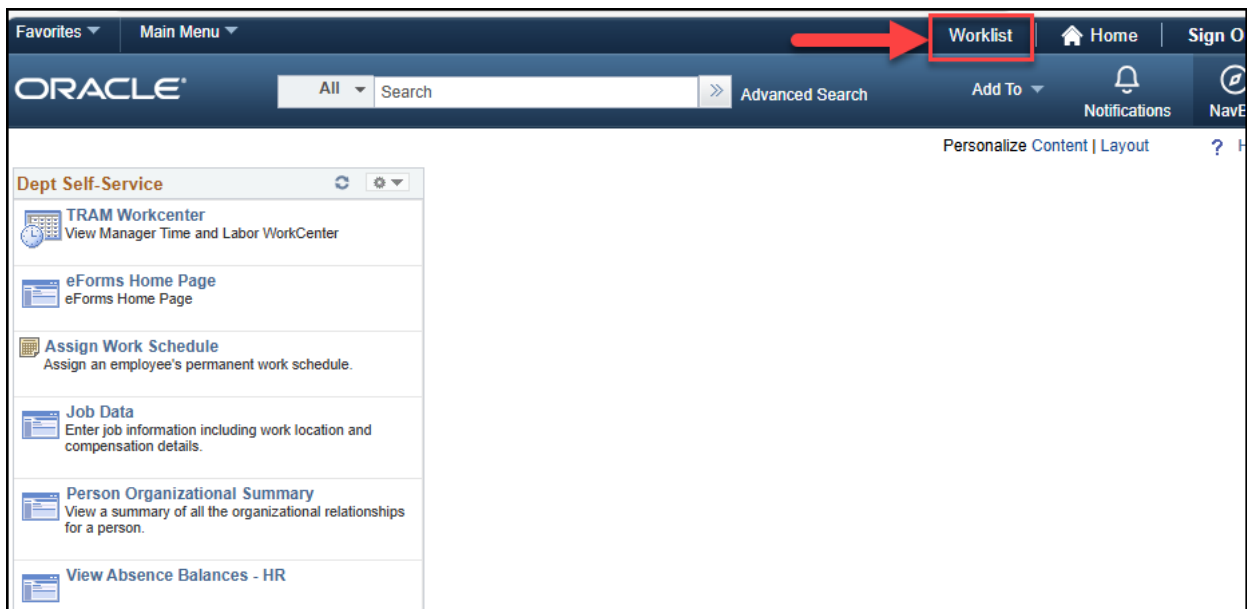 Favorites Main Menu Worklist Home Sign O
ORACLE All Search Advanced Search Add To Notifications NavB
Personalize Content | Layout ? H
Dept Self-Service
TRAM Workcenter
View Manager Time and Labor WorkCenter
eForms Home Page
eForms Home Page
Assign Work Schedule
Assign an employee's permanent work schedule.
Job Data
Enter job information including work location and
compensation details.
Person Organizational Summary
View a summary of all the organizational relationships
for a person.
View Absence Balances - HR